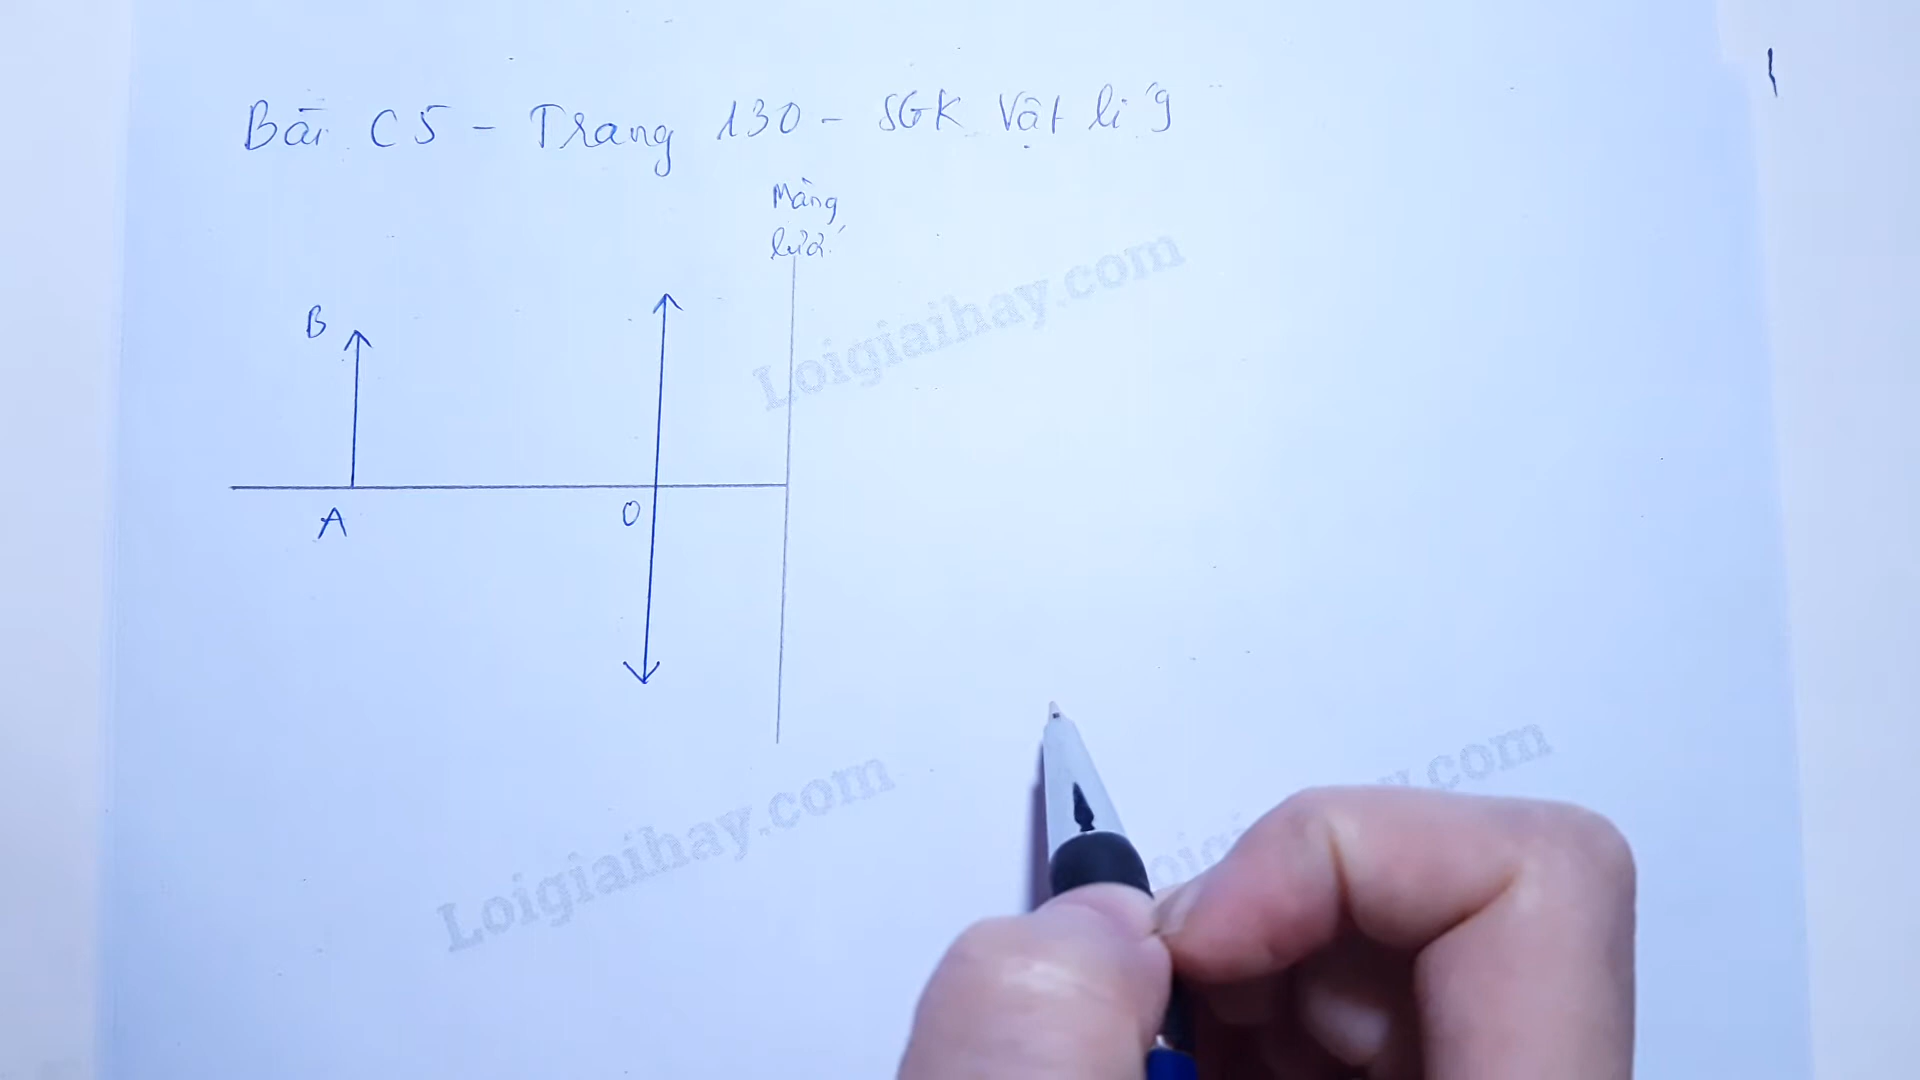 Bài C5 - Trang 130 - SGK Vật lí 9
Màng
lưới
B
A
O
Loigiaihay.com
Loigiaihay.com